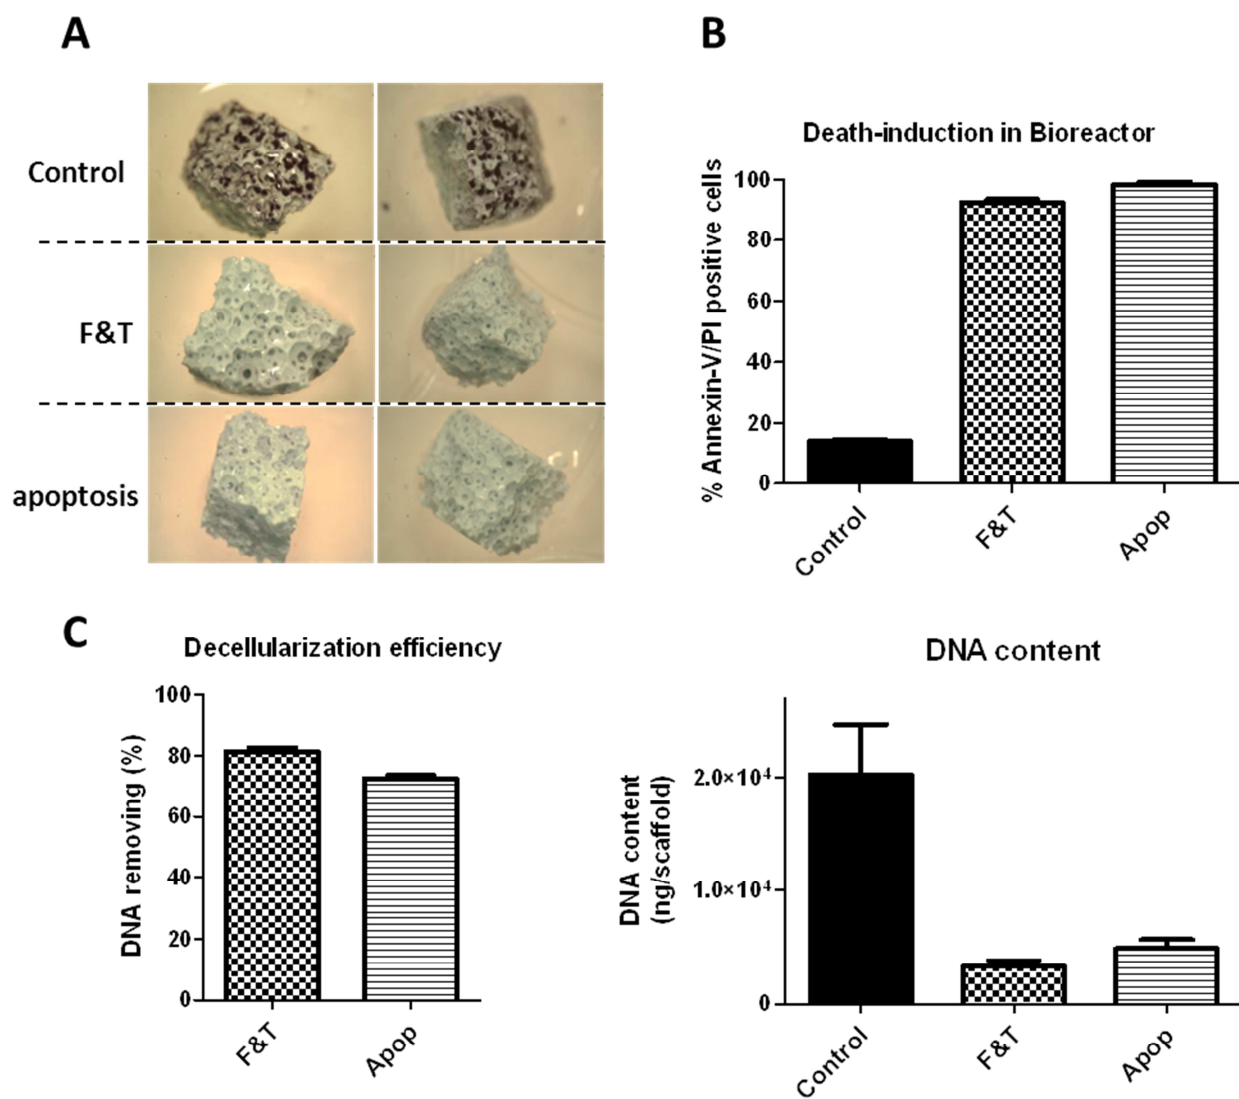 A
Control
F&T
apoptosis
B
Death-induction in Bioreactor
% Annexin-V/PI positive cells
100
80
60
40
20
0
Control
F&T
Apop
C
Decellularization efficiency
DNA removing (%)
100
80
60
40
20
0
F&T
Apop
DNA content
DNA content
(ng/scaffold)
2.0×10⁴
1.0×10⁴
0
Control
F&T
Apop